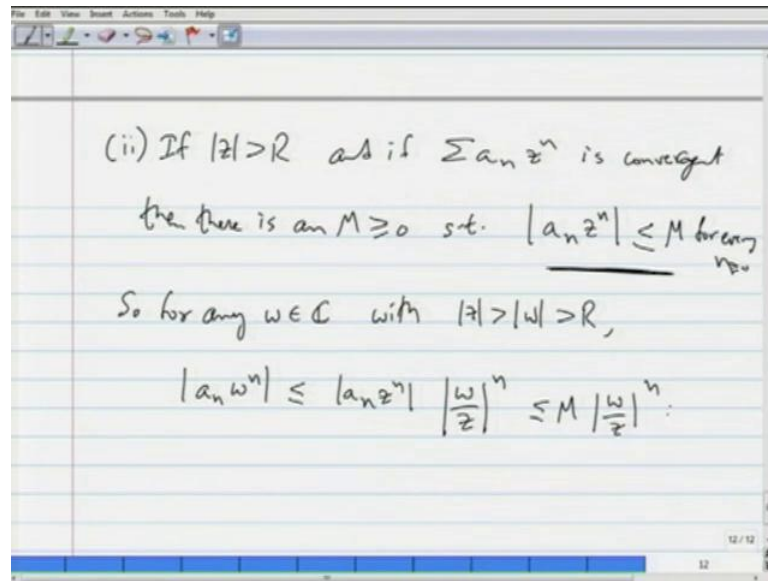 File Edit View Insert Actions Tools Help
(ii) If |z| > R and if Σ aₙ zⁿ is convergent
then there is an M ≥ 0 s.t. |aₙ zⁿ| ≤ M for every
n≥0
So for any w ∈ ℂ with |z| > |w| > R,
|aₙ wⁿ| ≤ |aₙ zⁿ| |w/z|ⁿ ≤ M |w/z|ⁿ.
12 / 12
12